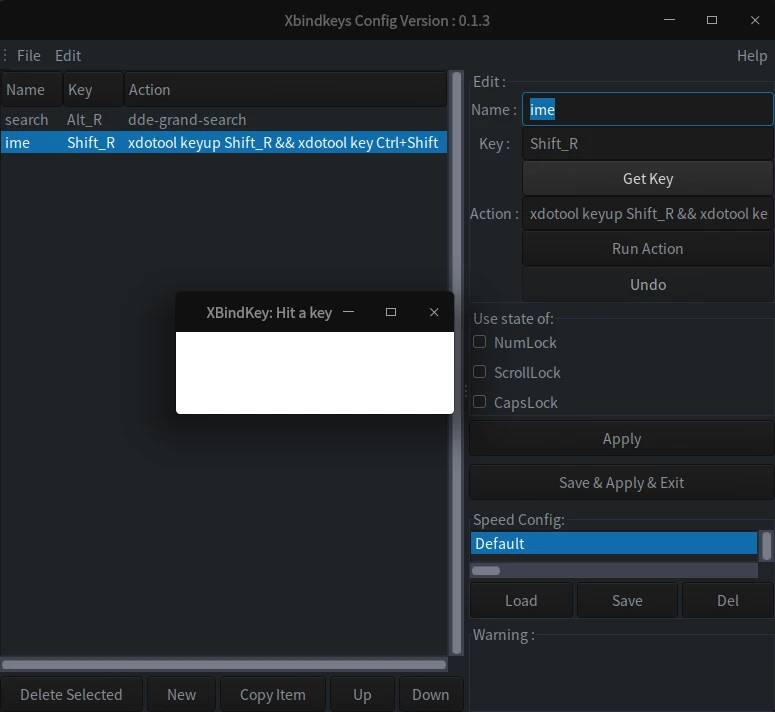 Xbindkeys Config Version : 0.1.3
File Edit Help
Name Key Action
search Alt_R dde-grand-search
ime Shift_R xdotool keyup Shift_R && xdotool key Ctrl+Shift
Edit :
Name : ime
Key : Shift_R
Get Key
Action : xdotool keyup Shift_R && xdotool ke
Run Action
Undo
XBindKey: Hit a key
Use state of:
NumLock
ScrollLock
CapsLock
Apply
Save & Apply & Exit
Speed Config:
Default
Load Save Del
Warning :
Delete Selected New Copy Item Up Down